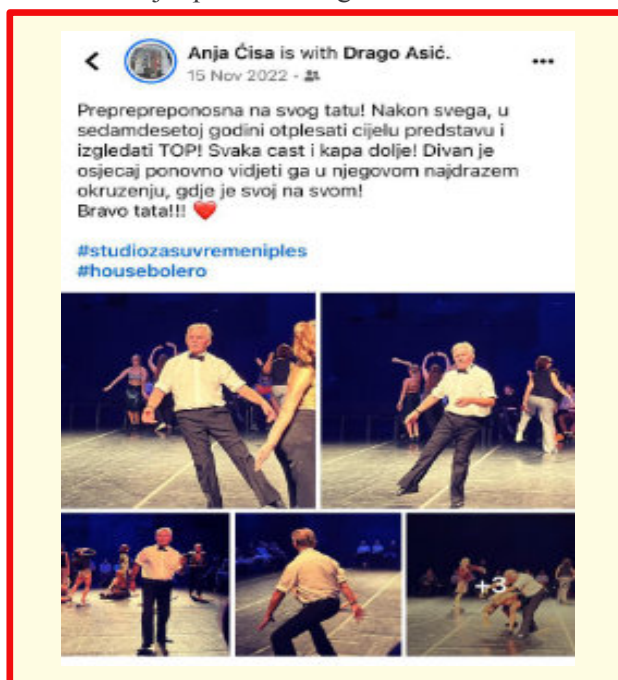 Anja Ćisa is with Drago Asić.
15 Nov 2022 -
Preprepreponosna na svog tatu! Nakon svega, u
sedamdesetoj godini otplesati cijelu predstavu i
izgledati TOP! Svaka cast i kapa dolje! Divan je
osjecaj ponovno vidjeti ga u njegovom najdrazem
okruzenju, gdje je svoj na svom!
Bravo tata!!! ❤️
#studiozasuvremeniples
#housebolero
+3